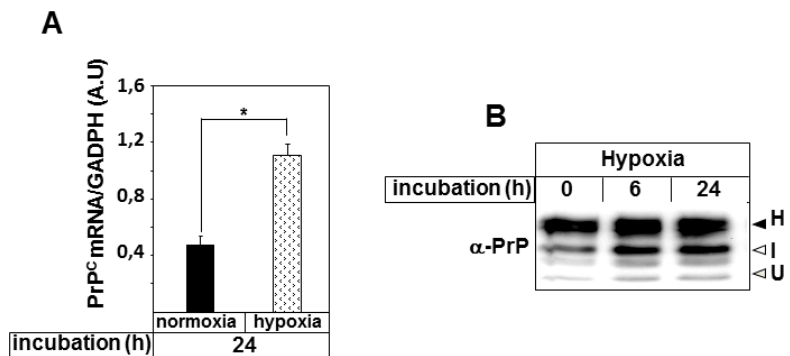 A
PrPᶜ mRNA/GADPH (A.U)
1,6
1,2
0,8
0,4
*
normoxia hypoxia
incubation (h) 24
B
Hypoxia
incubation (h) 0 6 24
α-PrP
H
I
U